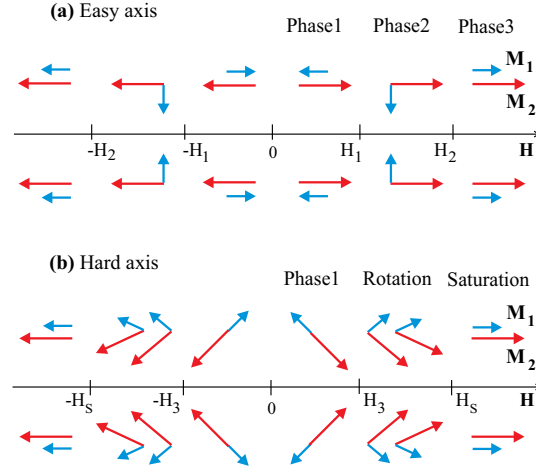 (a) Easy axis
Phase1 Phase2 Phase3
M1
M2
-H2 -H1 0 H1 H2 H
(b) Hard axis
Phase1 Rotation Saturation
M1
M2
-HS -H3 0 H3 HS H